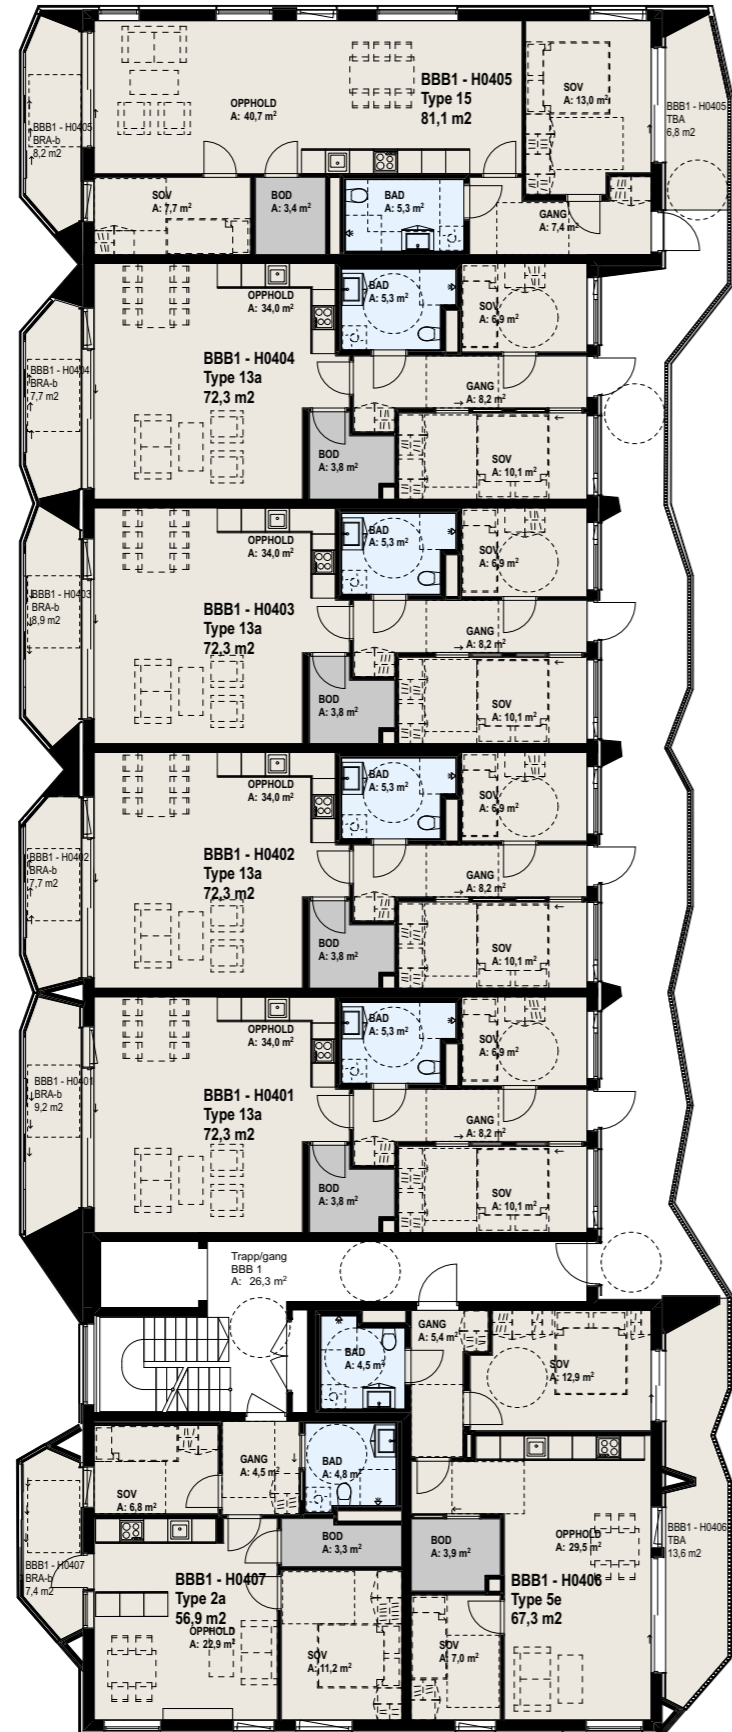 BBB1 - H0405
Type 15
81,1 m2
OPPHOLD
A: 40,7 m²
SOV
A: 13,0 m²
BBB1 - H0405
TBA
6,8 m2
BBB1 - H0405
BRA-b
8,2 m2
SOV
A: 7,7 m²
BOD
A: 3,4 m²
BAD
A: 5,3 m²
GANG
A: 7,4 m²
OPPHOLD
A: 34,0 m²
BAD
A: 5,3 m²
SOV
A: 6,9 m²
BBB1 - H0404
Type 13a
72,3 m2
BBB1 - H0404
BRA-b
7,7 m2
GANG
A: 8,2 m²
BOD
A: 3,8 m²
SOV
A: 10,1 m²
OPPHOLD
A: 34,0 m²
BAD
A: 5,3 m²
SOV
A: 6,9 m²
BBB1 - H0403
BRA-b
8,9 m2
BBB1 - H0403
Type 13a
72,3 m2
GANG
A: 8,2 m²
BOD
A: 3,8 m²
SOV
A: 10,1 m²
OPPHOLD
A: 34,0 m²
BAD
A: 5,3 m²
SOV
A: 6,9 m²
BBB1 - H0402
BRA-b
7,7 m2
BBB1 - H0402
Type 13a
72,3 m2
GANG
A: 8,2 m²
BOD
A: 3,8 m²
SOV
A: 10,1 m²
OPPHOLD
A: 34,0 m²
BAD
A: 5,3 m²
SOV
A: 6,9 m²
BBB1 - H0401
BRA-b
9,2 m2
BBB1 - H0401
Type 13a
72,3 m2
GANG
A: 8,2 m²
BOD
A: 3,8 m²
SOV
A: 10,1 m²
Trapp/gang
BBB 1
A: 26,3 m²
GANG
A: 5,4 m²
BAD
A: 4,5 m²
SOV
A: 12,9 m²
GANG
A: 4,5 m²
BAD
A: 4,8 m²
SOV
A: 6,8 m²
BOD
A: 3,3 m²
BOD
A: 3,9 m²
OPPHOLD
A: 29,5 m²
BBB1 - H0406
TBA
13,6 m2
BBB1 - H0407
BRA-b
7,4 m2
BBB1 - H0407
Type 2a
56,9 m2
OPPHOLD
A: 22,9 m²
BBB1 - H0406
Type 5e
67,3 m2
SOV
A: 11,2 m²
SOV
A: 7,0 m²